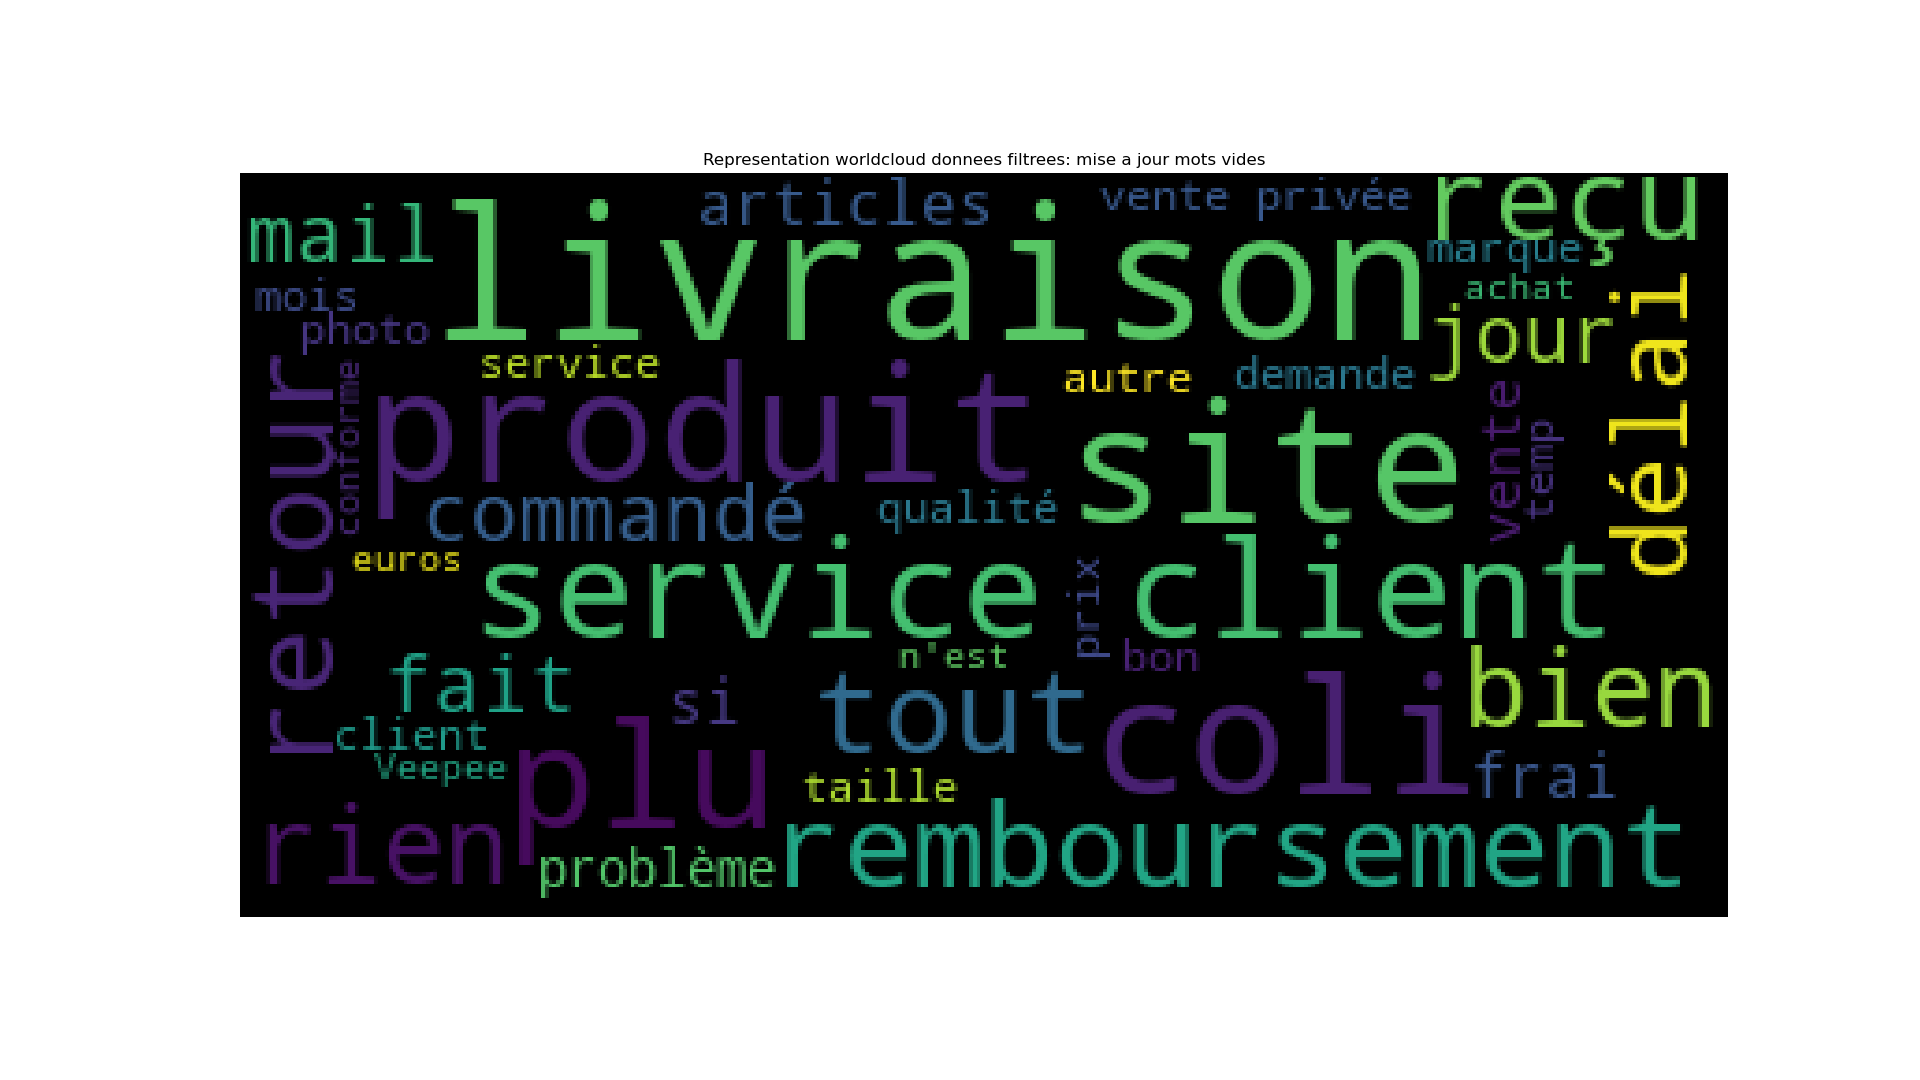 Representation worldcloud donnees filtrees: mise a jour mots vides
articles
vente privée
reçu
mail
livraison
marque
mois
achat
photo
jour
délai
service
autre
demande
retour
conforme
produit
site
vente
temp
commandé
qualité
euros
service client
prix
n'est
bon
fait
si
tout
coli
bien
client
Veepee
plu
taille
frai
rien
problème
remboursement